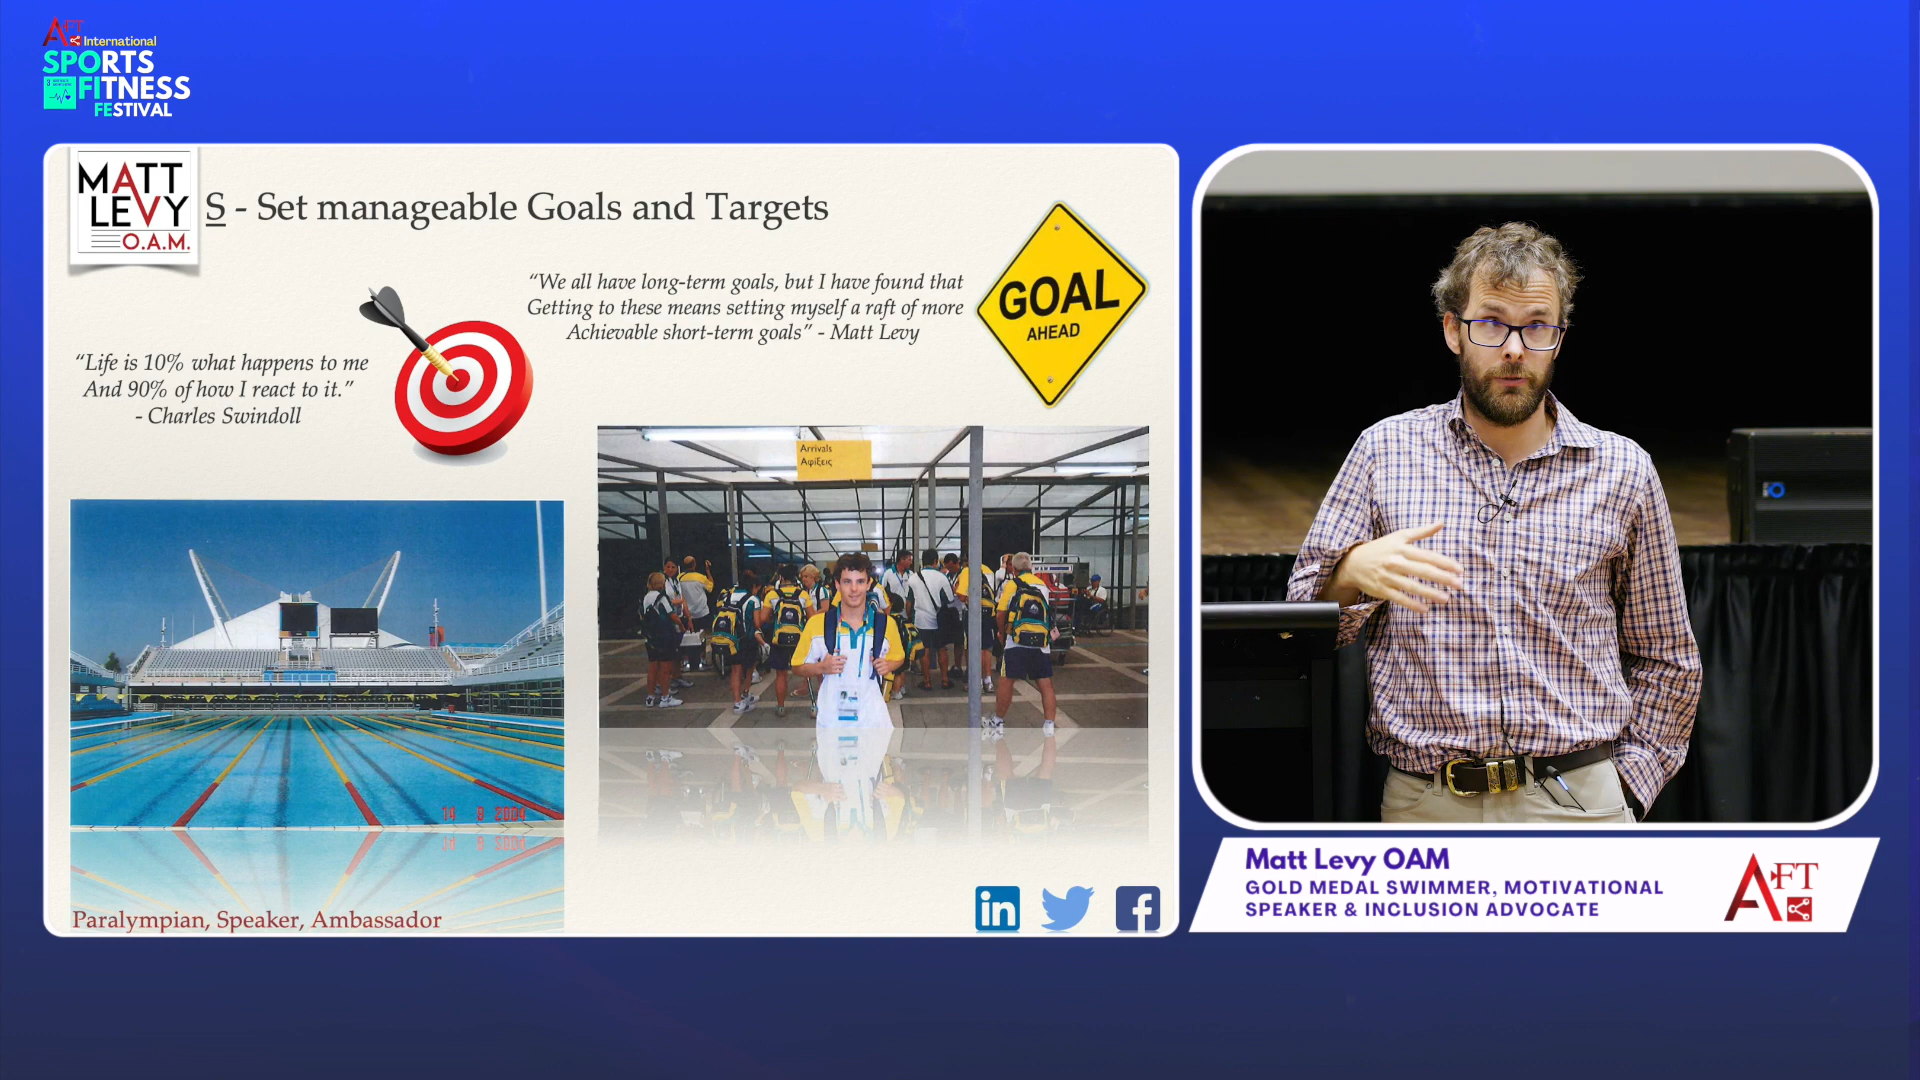 AFT
International
SPORTS
FITNESS
FESTIVAL
MATT
LEVY
O.A.M.
S - Set manageable Goals and Targets
“We all have long-term goals, but I have found that
Getting to these means setting myself a raft of more
Achievable short-term goals” - Matt Levy
GOAL
AHEAD
“Life is 10% what happens to me
And 90% of how I react to it.”
- Charles Swindoll
Arrivals
Αφίξεις
14 8 2004
Paralympian, Speaker, Ambassador
in
f
Matt Levy OAM
GOLD MEDAL SWIMMER, MOTIVATIONAL
SPEAKER & INCLUSION ADVOCATE
AFT